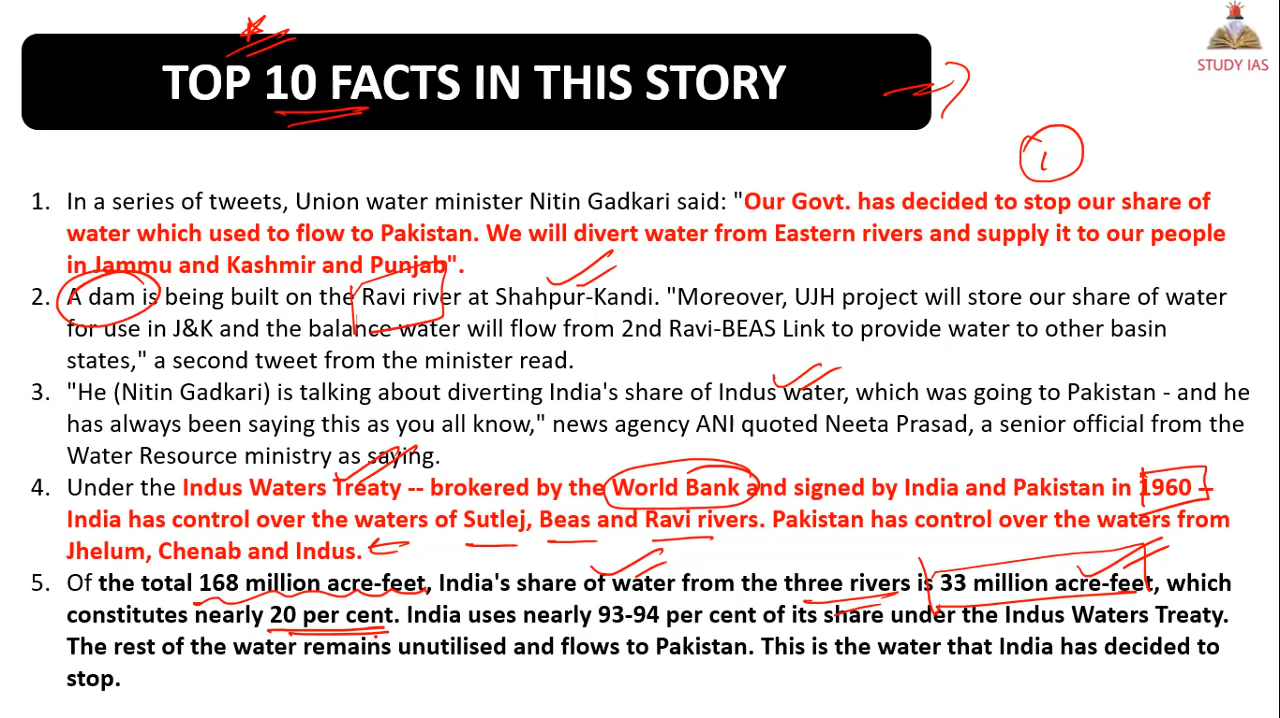 TOP 10 FACTS IN THIS STORY
STUDY IAS
1. In a series of tweets, Union water minister Nitin Gadkari said: "Our Govt. has decided to stop our share of
water which used to flow to Pakistan. We will divert water from Eastern rivers and supply it to our people
in Jammu and Kashmir and Punjab".
2. A dam is being built on the Ravi river at Shahpur-Kandi. "Moreover, UJH project will store our share of water
for use in J&K and the balance water will flow from 2nd Ravi-BEAS Link to provide water to other basin
states," a second tweet from the minister read.
3. "He (Nitin Gadkari) is talking about diverting India's share of Indus water, which was going to Pakistan - and he
has always been saying this as you all know," news agency ANI quoted Neeta Prasad, a senior official from the
Water Resource ministry as saying.
4. Under the Indus Waters Treaty -- brokered by the World Bank and signed by India and Pakistan in 1960 –
India has control over the waters of Sutlej, Beas and Ravi rivers. Pakistan has control over the waters from
Jhelum, Chenab and Indus.
5. Of the total 168 million acre-feet, India's share of water from the three rivers is 33 million acre-feet, which
constitutes nearly 20 per cent. India uses nearly 93-94 per cent of its share under the Indus Waters Treaty.
The rest of the water remains unutilised and flows to Pakistan. This is the water that India has decided to
stop.